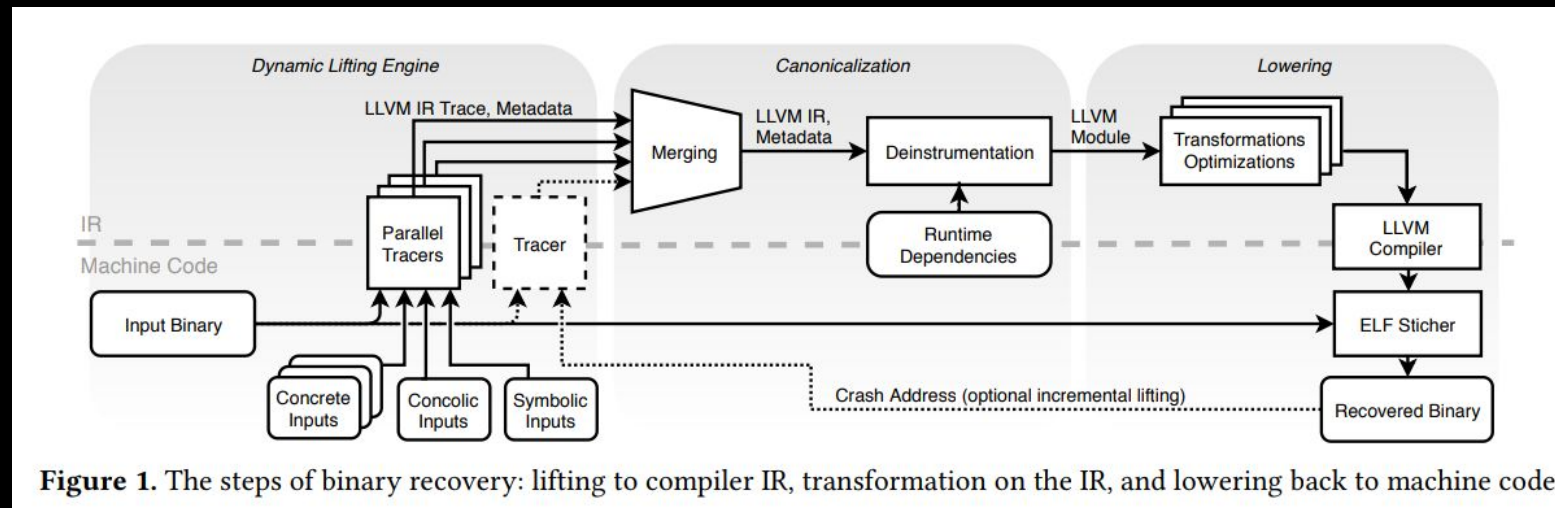 Dynamic Lifting Engine
Canonicalization
Lowering
LLVM IR Trace, Metadata
Merging
LLVM IR,
Metadata
Deinstrumentation
LLVM
Module
Transformations
Optimizations
IR
Machine Code
Parallel
Tracers
Tracer
Runtime
Dependencies
LLVM
Compiler
Input Binary
ELF Sticher
Concrete
Inputs
Concolic
Inputs
Symbolic
Inputs
Crash Address (optional incremental lifting)
Recovered Binary
Figure 1. The steps of binary recovery: lifting to compiler IR, transformation on the IR, and lowering back to machine code